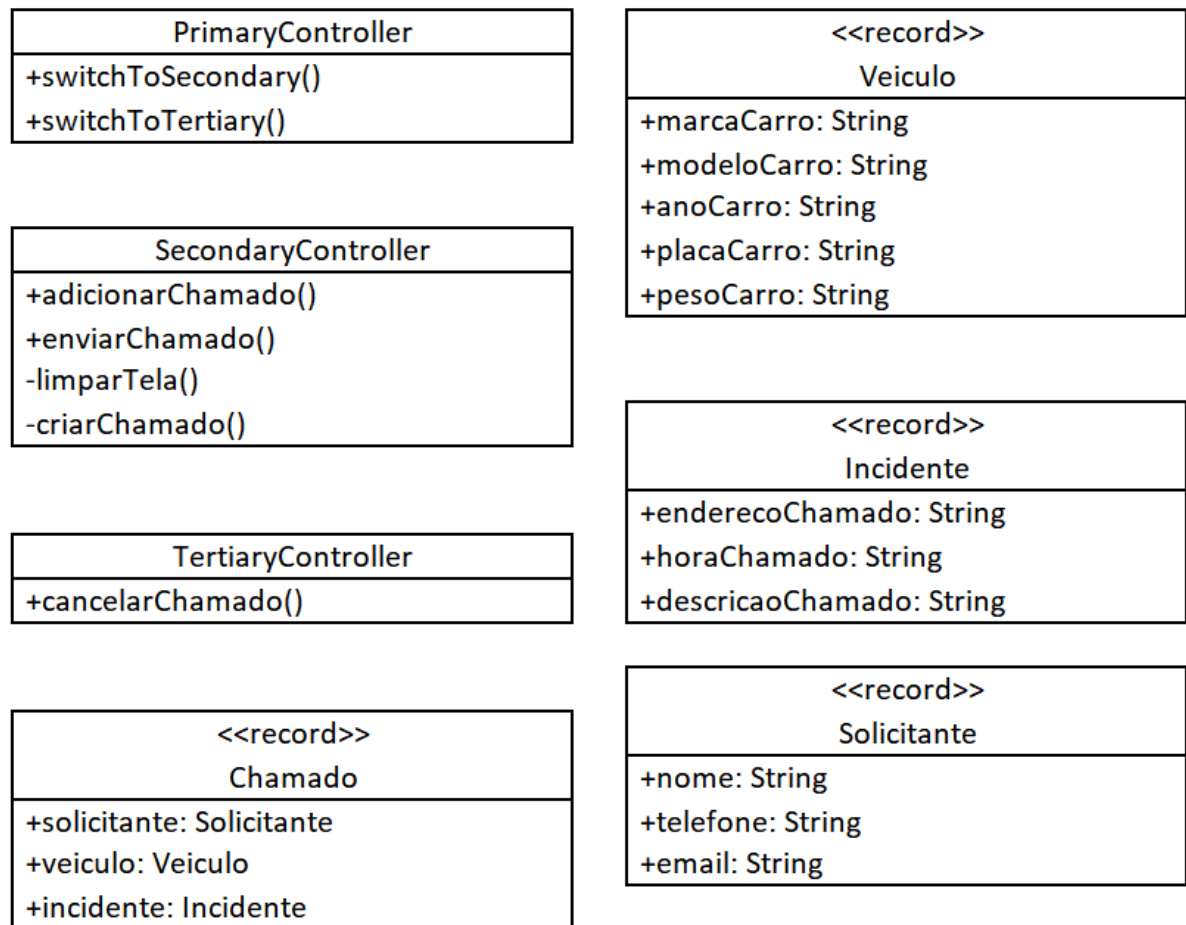 PrimaryController
+switchToSecondary()
+switchToTertiary()
SecondaryController
+adicionarChamado()
+enviarChamado()
-limparTela()
-criarChamado()
TertiaryController
+cancelarChamado()
<<record>>
Chamado
+solicitante: Solicitante
+veiculo: Veiculo
+incidente: Incidente
<<record>>
Veiculo
+marcaCarro: String
+modeloCarro: String
+anoCarro: String
+placaCarro: String
+pesoCarro: String
<<record>>
Incidente
+enderecoChamado: String
+horaChamado: String
+descricaoChamado: String
<<record>>
Solicitante
+nome: String
+telefone: String
+email: String